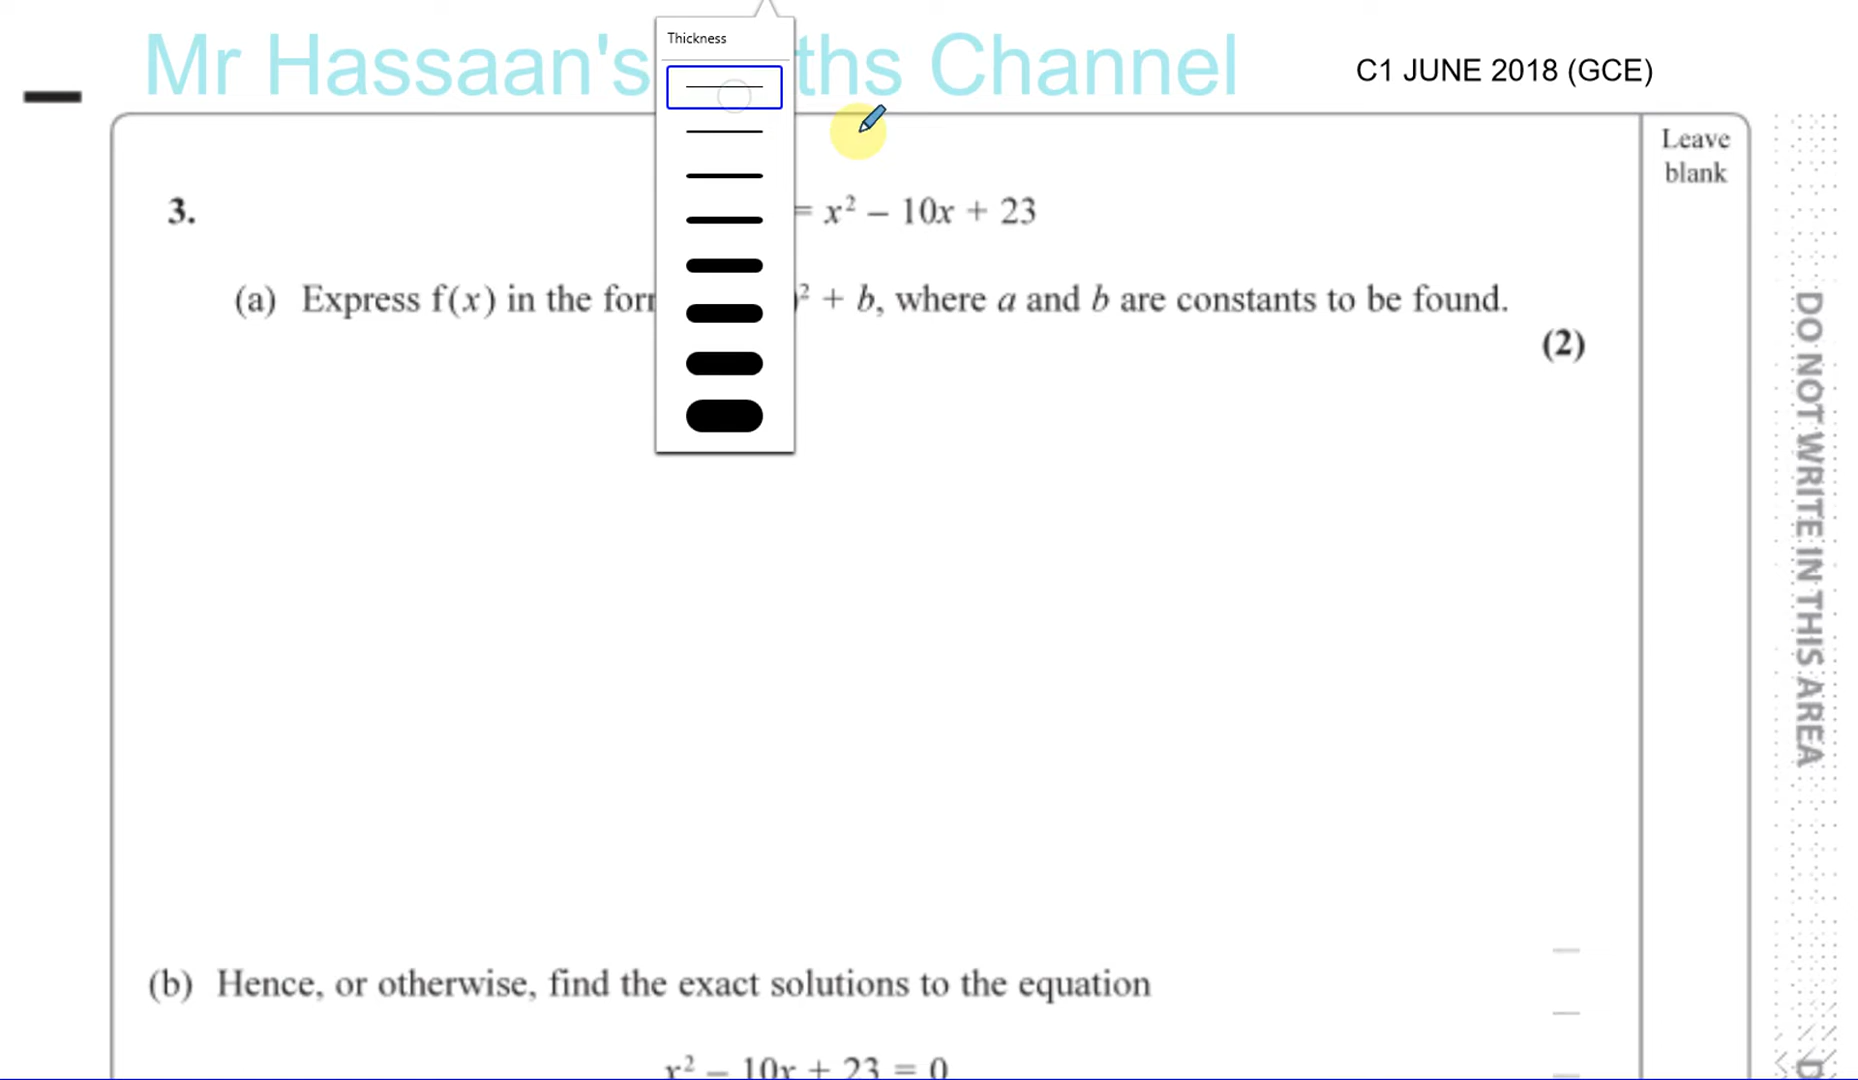 Mr Hassaan's ths Channel
C1 JUNE 2018 (GCE)
Thickness
Leave
blank
3. = x² – 10x + 23
(a) Express f(x) in the for )² + b, where a and b are constants to be found.
(2)
DO NOT WRITE IN THIS AREA
(b) Hence, or otherwise, find the exact solutions to the equation
x² – 10x + 23 = 0